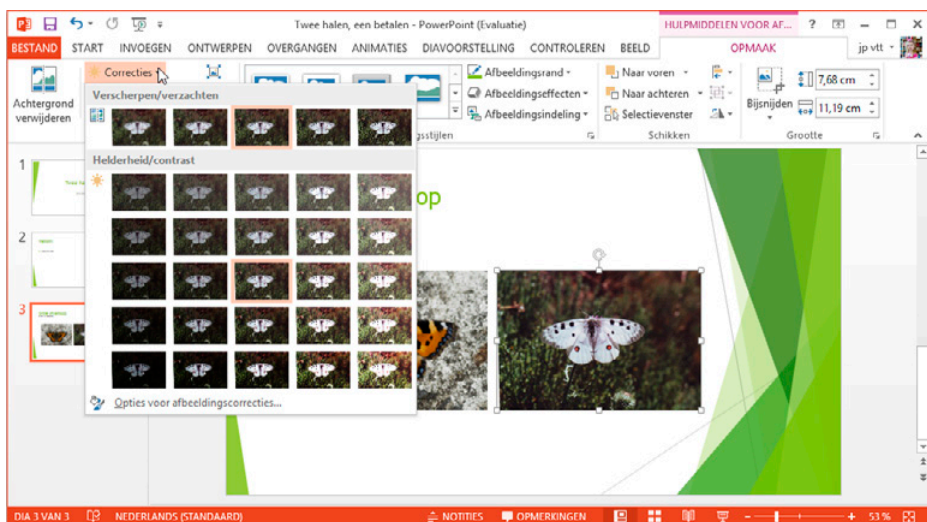 Twee halen, een betalen - PowerPoint (Evaluatie)
HULPMIDDELEN VOOR AF...
?
BESTAND START INVOEGEN ONTWERPEN OVERGANGEN ANIMATIES DIAVOORSTELLING CONTROLEREN BEELD OPMAAK jp vtt
Achtergrond verwijderen
Correcties
Afbeeldingsrand
Afbeeldingseffecten
Afbeeldingsindeling
Naar voren
Naar achteren
Selectievenster
Schikken
Bijsnijden
7,68 cm
11,19 cm
Grootte
Verscherpen/verzachten
Helderheid/contrast
Opties voor afbeeldingscorrecties...
1
2
3
op
DIA 3 VAN 3 NEDERLANDS (STANDAARD) NOTITIES OPMERKINGEN 53 %